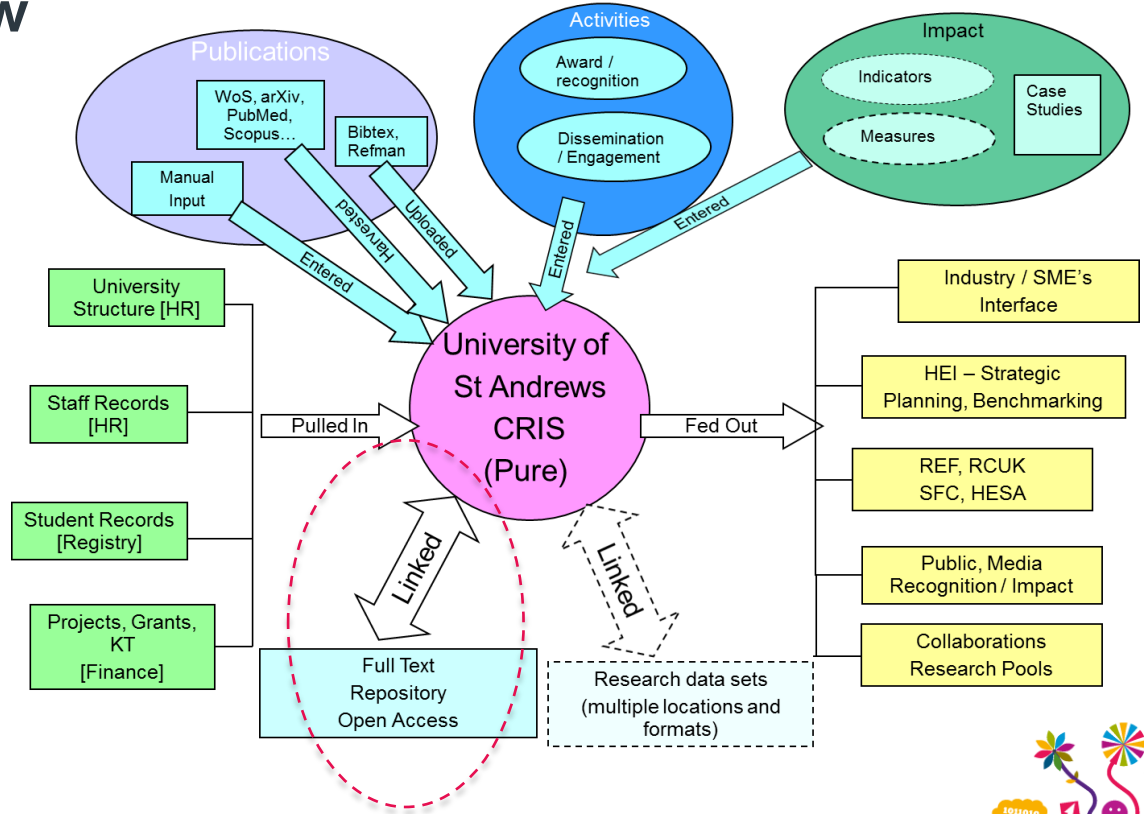 w
Publications
WoS, arXiv,
PubMed,
Scopus...
Bibtex,
Refman
Manual
Input
Entered
Harvested
Uploaded
Activities
Award /
recognition
Dissemination
/ Engagement
Entered
Impact
Indicators
Measures
Case
Studies
Entered
University
Structure [HR]
Staff Records
[HR]
Student Records
[Registry]
Projects, Grants,
KT
[Finance]
Pulled In
University of
St Andrews
CRIS
(Pure)
Fed Out
Industry / SME's
Interface
HEI – Strategic
Planning, Benchmarking
REF, RCUK
SFC, HESA
Public, Media
Recognition / Impact
Collaborations
Research Pools
Linked
Linked
Full Text
Repository
Open Access
Research data sets
(multiple locations and
formats)